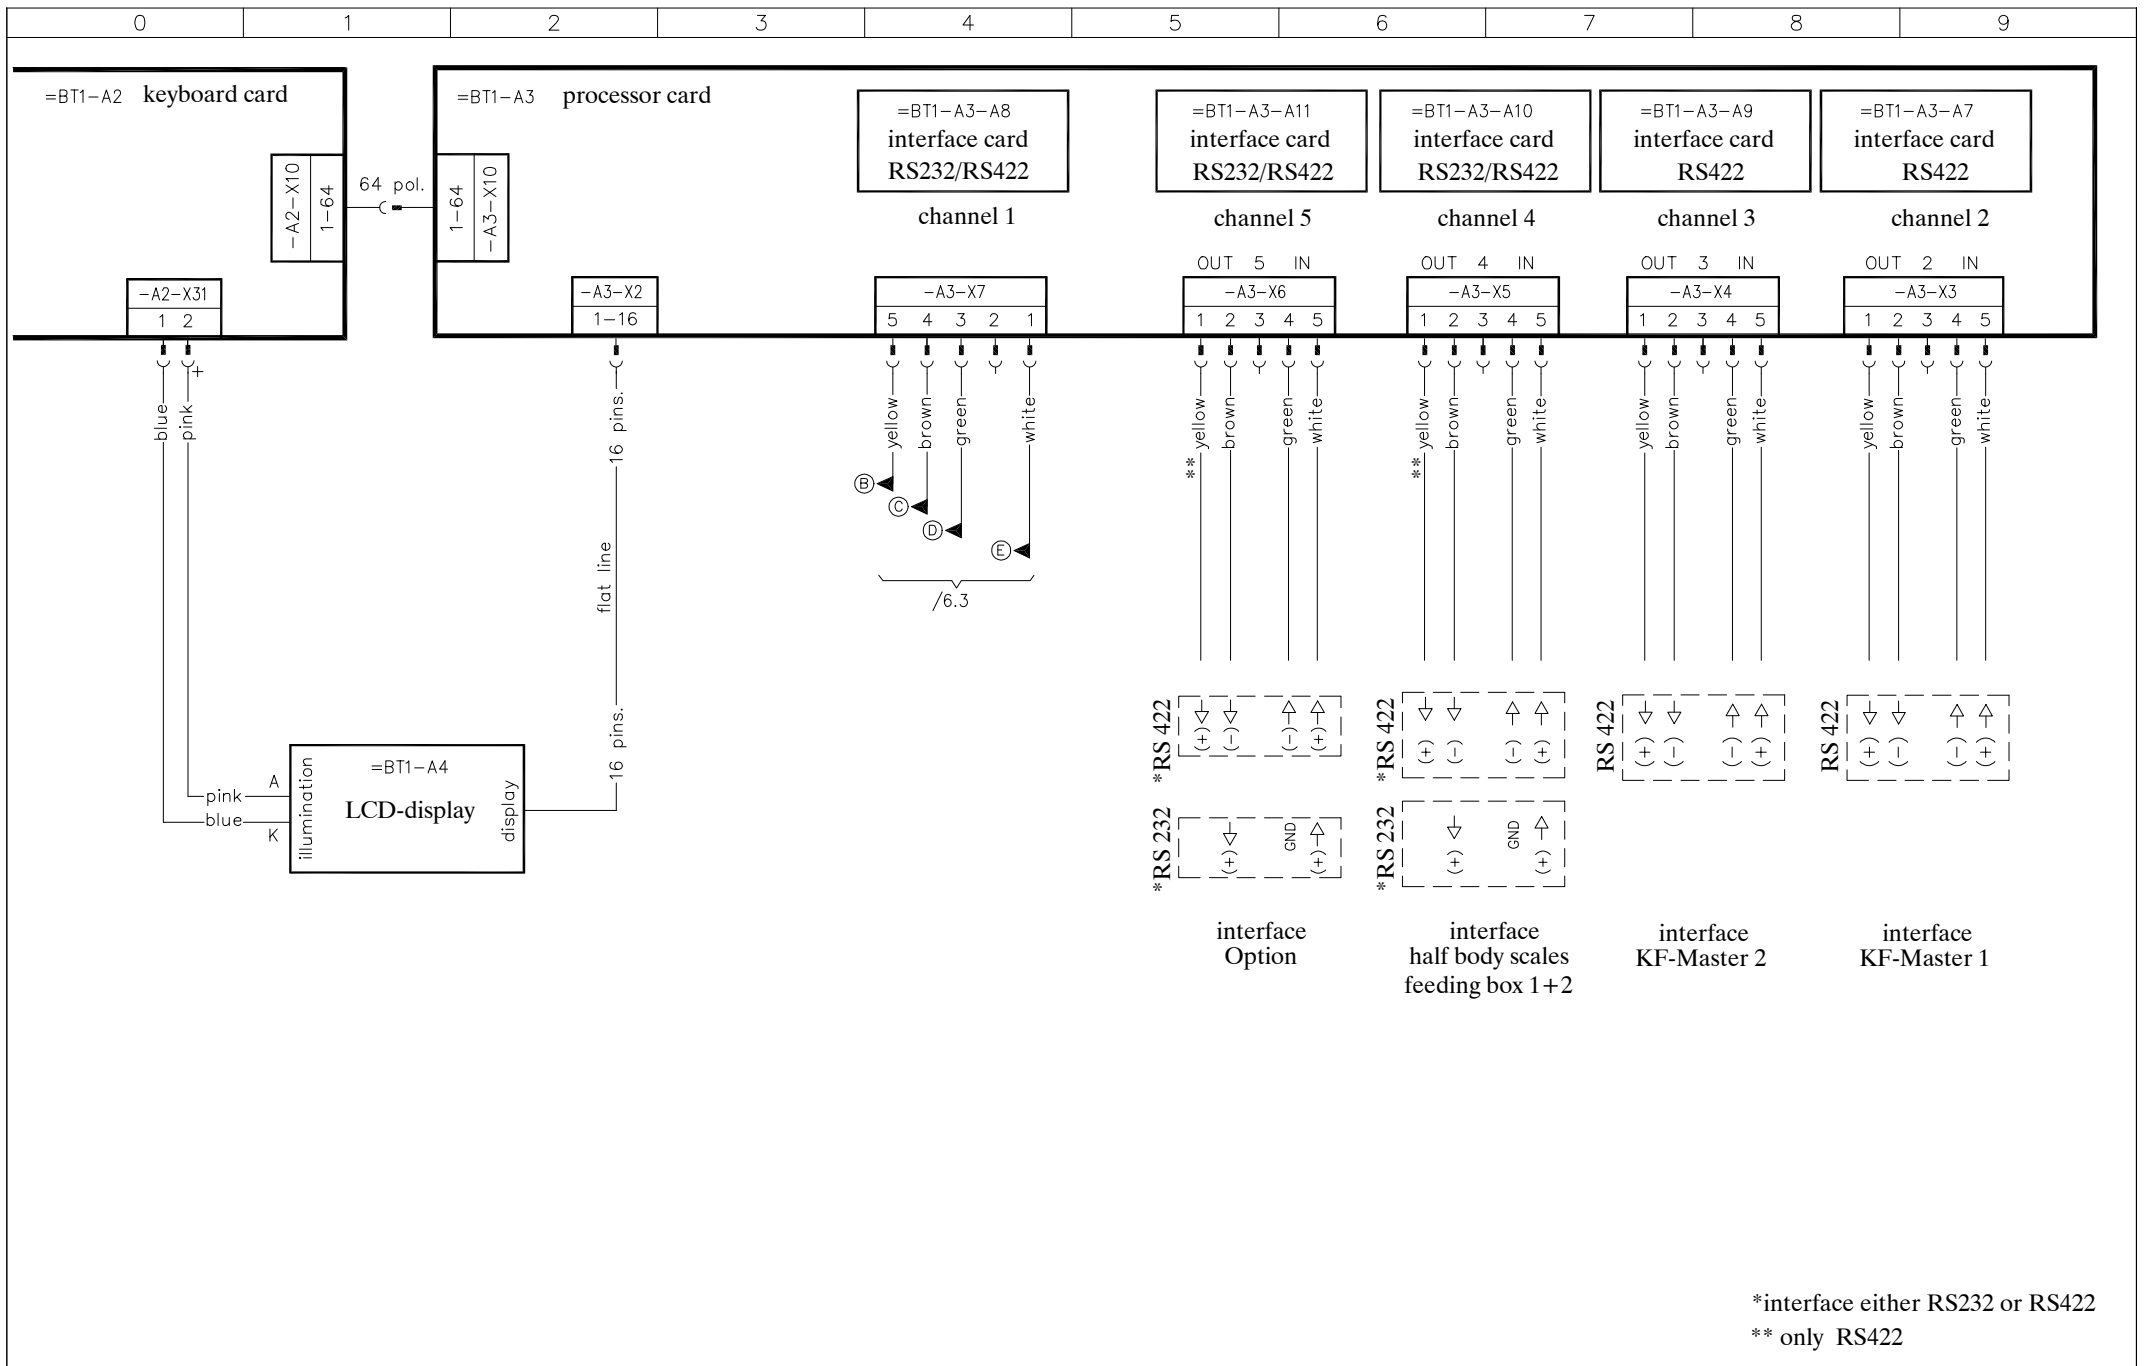 0 1 2 3 4 5 6 7 8 9
=BT1-A2 keyboard card
-A2-X10
1-64
64 pol.
-A2-X31
1 2
=BT1-A3 processor card
1-64
-A3-X10
-A3-X2
1-16
=BT1-A3-A8
interface card
RS232/RS422
channel 1
-A3-X7
5 4 3 2 1
=BT1-A3-A11
interface card
RS232/RS422
channel 5
OUT 5 IN
-A3-X6
1 2 3 4 5
=BT1-A3-A10
interface card
RS232/RS422
channel 4
OUT 4 IN
-A3-X5
1 2 3 4 5
=BT1-A3-A9
interface card
RS422
channel 3
OUT 3 IN
-A3-X4
1 2 3 4 5
=BT1-A3-A7
interface card
RS422
channel 2
OUT 2 IN
-A3-X3
1 2 3 4 5
+
blue
pink
16 pins.
flat line
16 pins.
yellow
brown
green
white
B
C
D
E
/6.3
** yellow
brown
green
white
** yellow
brown
green
white
yellow
brown
green
white
yellow
brown
green
white
pink
blue
A
K
illumination
=BT1-A4
LCD-display
display
*RS 422
(+) (-) (-) (+)
*RS 232
(+) GND (+)
interface
Option
*RS 422
(+) (-) (-) (+)
*RS 232
(+) GND (+)
interface
half body scales
feeding box 1+2
RS 422
(+) (-) (-) (+)
interface
KF-Master 2
RS 422
(+) (-) (-) (+)
interface
KF-Master 1
*interface either RS232 or RS422
** only RS422